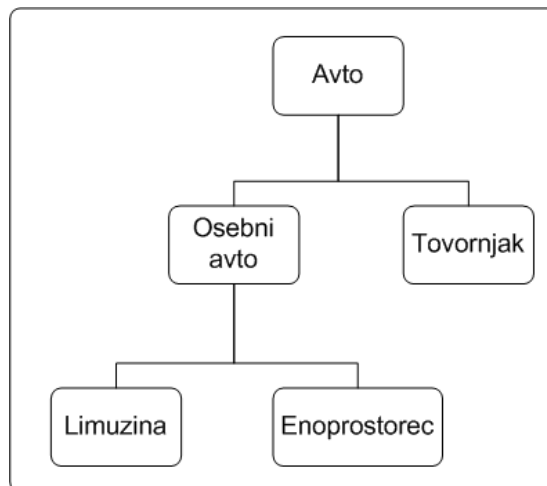 Avto
Osebni
avto
Tovornjak
Limuzina
Enoprostorec